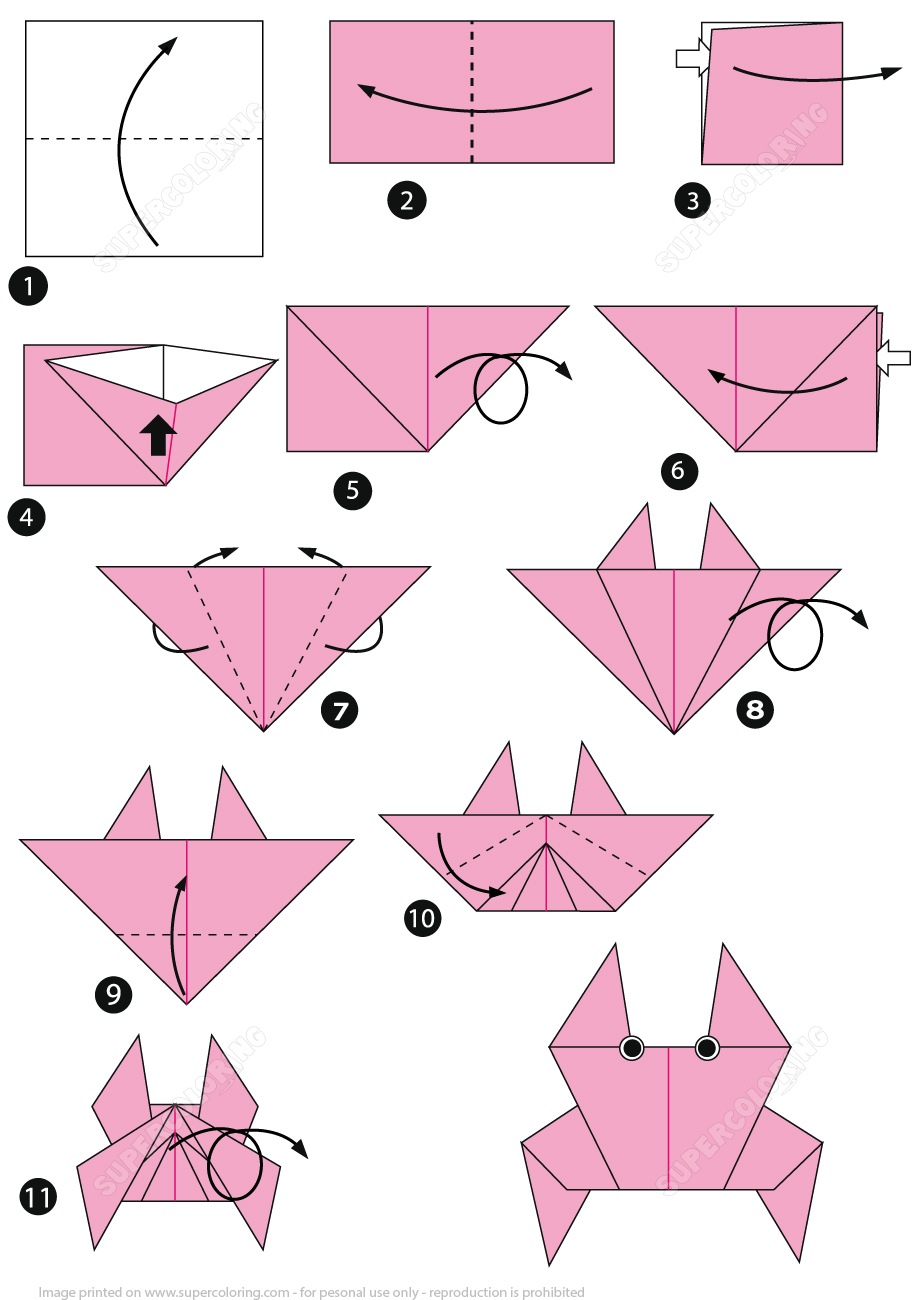 SUPERCOLORING
SUPERCOLORING
1
2
3
4
5
6
7
8
9
10
SUPERCOLORING
SUPERCOLORING
11
Image printed on www.supercoloring.com - for pesonal use only - reproduction is prohibited